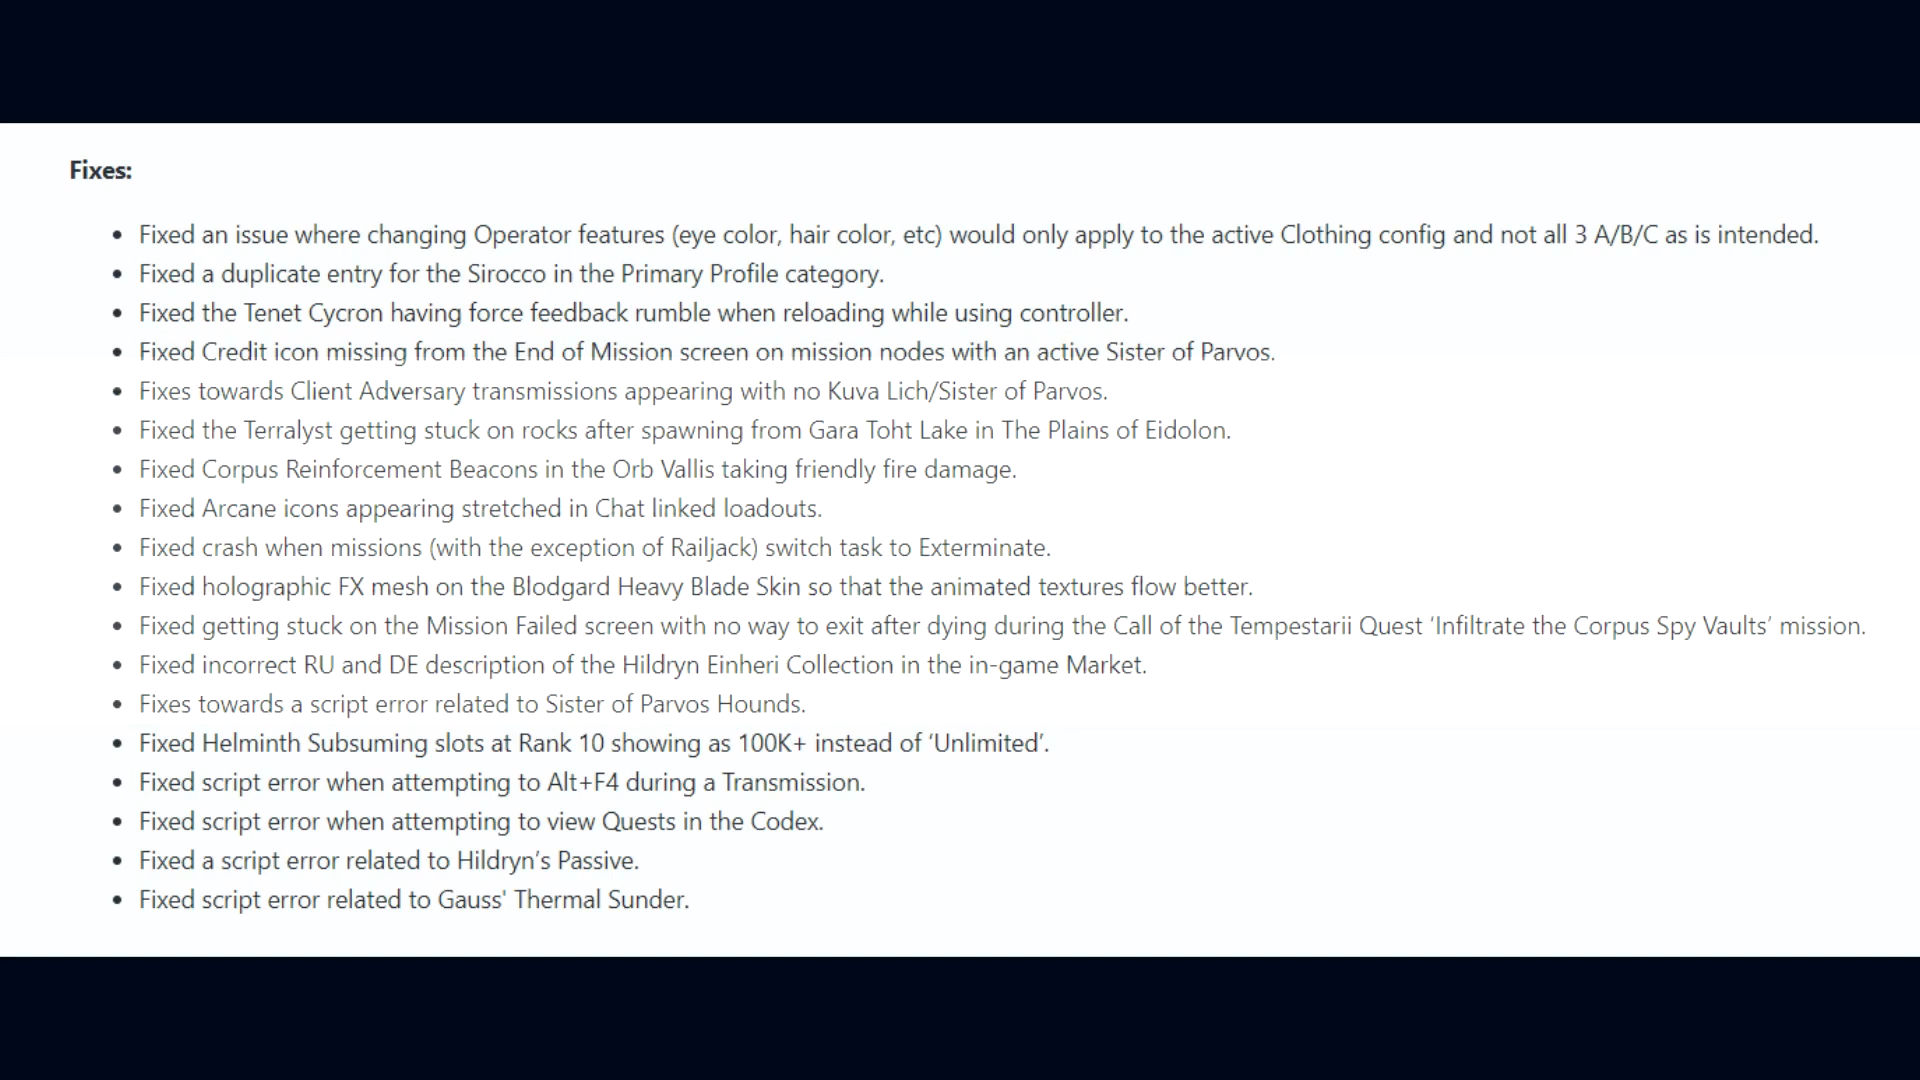 Fixes:
• Fixed an issue where changing Operator features (eye color, hair color, etc) would only apply to the active Clothing config and not all 3 A/B/C as is intended.
• Fixed a duplicate entry for the Sirocco in the Primary Profile category.
• Fixed the Tenet Cycron having force feedback rumble when reloading while using controller.
• Fixed Credit icon missing from the End of Mission screen on mission nodes with an active Sister of Parvos.
• Fixes towards Client Adversary transmissions appearing with no Kuva Lich/Sister of Parvos.
• Fixed the Terralyst getting stuck on rocks after spawning from Gara Toht Lake in The Plains of Eidolon.
• Fixed Corpus Reinforcement Beacons in the Orb Vallis taking friendly fire damage.
• Fixed Arcane icons appearing stretched in Chat linked loadouts.
• Fixed crash when missions (with the exception of Railjack) switch task to Exterminate.
• Fixed holographic FX mesh on the Blodgard Heavy Blade Skin so that the animated textures flow better.
• Fixed getting stuck on the Mission Failed screen with no way to exit after dying during the Call of the Tempestarii Quest ‘Infiltrate the Corpus Spy Vaults’ mission.
• Fixed incorrect RU and DE description of the Hildryn Einheri Collection in the in-game Market.
• Fixes towards a script error related to Sister of Parvos Hounds.
• Fixed Helminth Subsuming slots at Rank 10 showing as 100K+ instead of ‘Unlimited’.
• Fixed script error when attempting to Alt+F4 during a Transmission.
• Fixed script error when attempting to view Quests in the Codex.
• Fixed a script error related to Hildryn’s Passive.
• Fixed script error related to Gauss' Thermal Sunder.